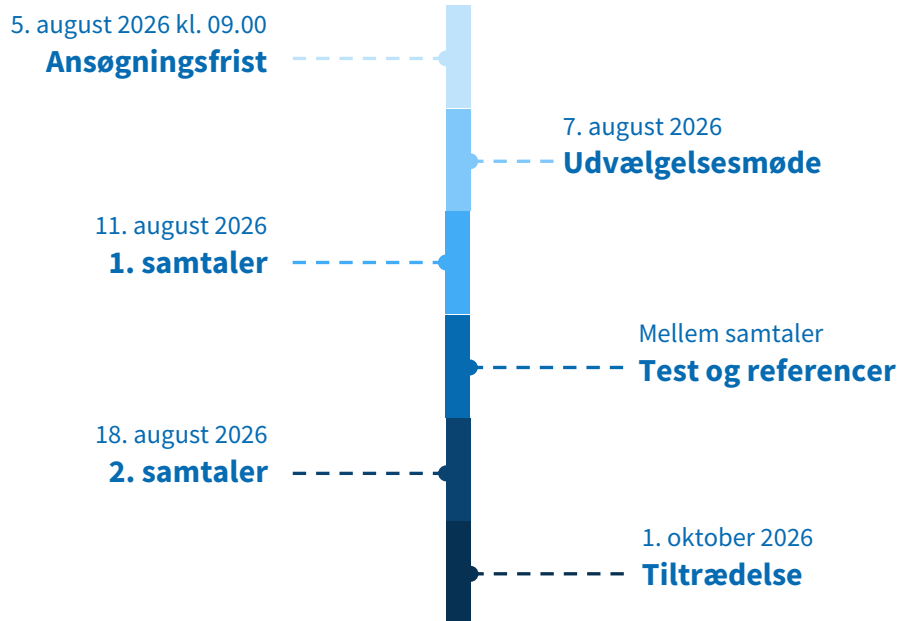 5. august 2026 kl. 09.00
Ansøgningsfrist
7. august 2026
Udvælgelsesmøde
11. august 2026
1. samtaler
Mellem samtaler
Test og referencer
18. august 2026
2. samtaler
1. oktober 2026
Tiltrædelse